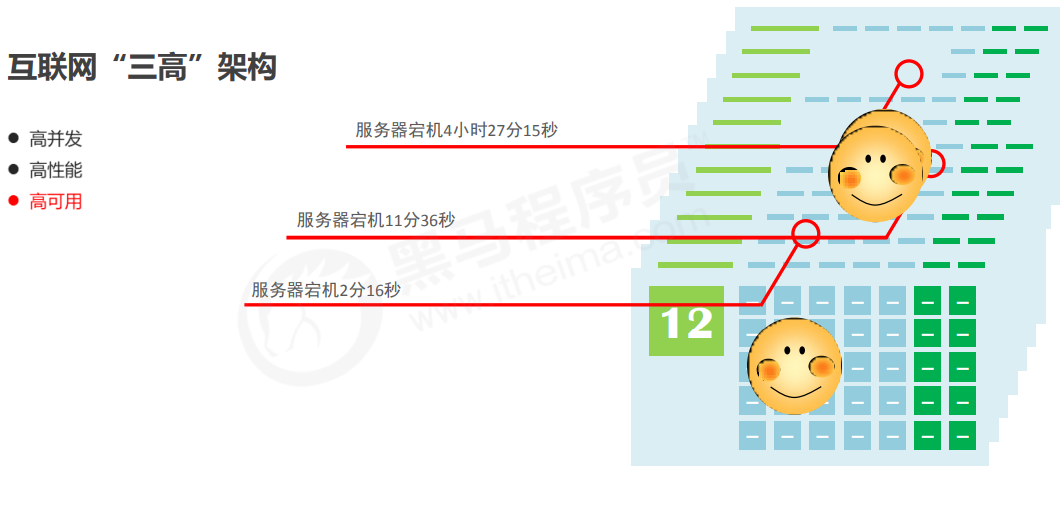 互联网“三高”架构
高并发
高性能
高可用
服务器宕机4小时27分15秒
服务器宕机11分36秒
服务器宕机2分16秒
12
黑马程序员
www.itheima.com